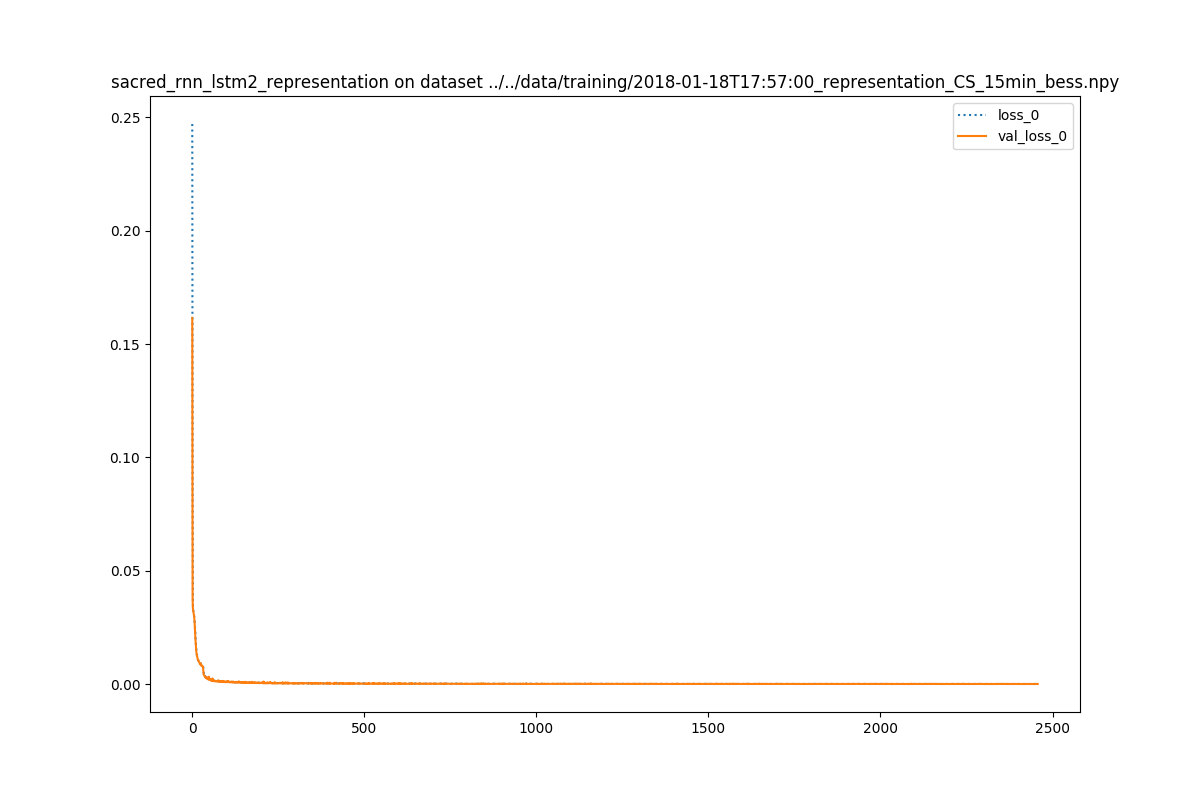 sacred_rnn_lstm2_representation on dataset ../../data/training/2018-01-18T17:57:00_representation_CS_15min_bess.npy
loss_0
val_loss_0
0.25
0.20
0.15
0.10
0.05
0.00
0 500 1000 1500 2000 2500